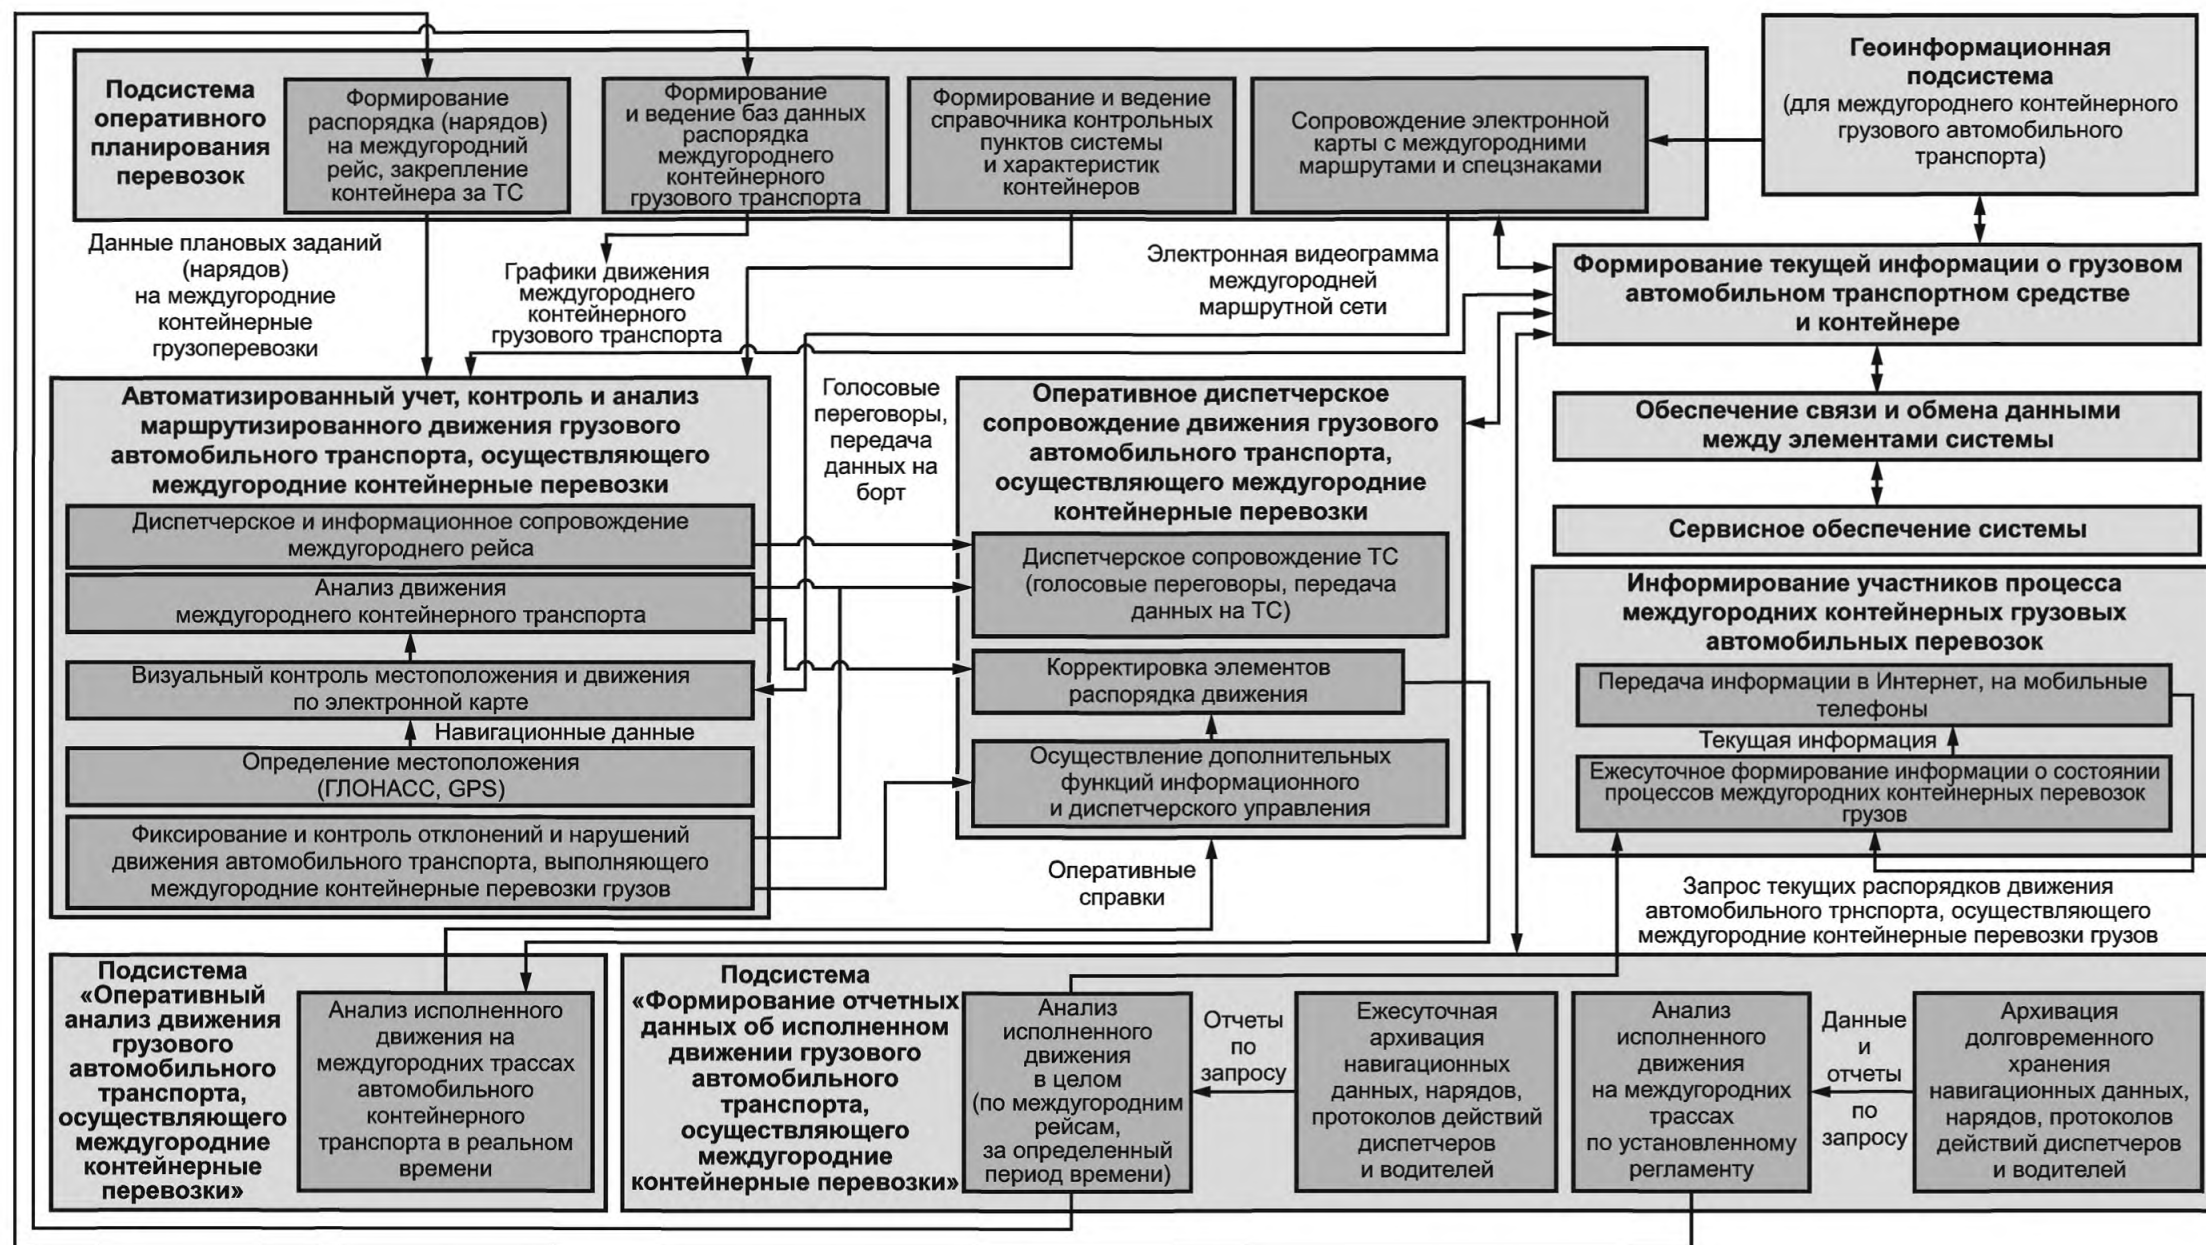 Подсистема
оперативного
планирования
перевозок
Формирование
распорядка (нарядов)
на междугородний
рейс, закрепление
контейнера за ТС
Формирование
и ведение баз данных
распорядка
междугороднего
контейнерного
грузового транспорта
Формирование и ведение
справочника контрольных
пунктов системы
и характеристик
контейнеров
Сопровождение электронной
карты с междугородними
маршрутами и спецзнаками
Геоинформационная
подсистема
(для междугороднего контейнерного
грузового автомобильного
транспорта)
Данные плановых заданий
(нарядов)
на междугородние
контейнерные
грузоперевозки
Графики движения
междугороднего
контейнерного
грузового транспорта
Электронная видеограмма
междугородней
маршрутной сети
Формирование текущей информации о грузовом
автомобильном транспортном средстве
и контейнере
Автоматизированный учет, контроль и анализ
маршрутизированного движения грузового
автомобильного транспорта, осуществляющего
междугородние контейнерные перевозки
Диспетчерское и информационное сопровождение
междугороднего рейса
Анализ движения
междугороднего контейнерного транспорта
Визуальный контроль местоположения и движения
по электронной карте
Навигационные данные
Определение местоположения
(ГЛОНАСС, GPS)
Фиксирование и контроль отклонений и нарушений
движения автомобильного транспорта, выполняющего
междугородние контейнерные перевозки грузов
Голосовые
переговоры,
передача
данных на
борт
Оперативное диспетчерское
сопровождение движения грузового
автомобильного транспорта,
осуществляющего междугородние
контейнерные перевозки
Диспетчерское сопровождение ТС
(голосовые переговоры, передача
данных на ТС)
Корректировка элементов
распорядка движения
Осуществление дополнительных
функций информационного
и диспетчерского управления
Оперативные
справки
Обеспечение связи и обмена данными
между элементами системы
Сервисное обеспечение системы
Информирование участников процесса
междугородних контейнерных грузовых
автомобильных перевозок
Передача информации в Интернет, на мобильные
телефоны
Текущая информация
Ежесуточное формирование информации о состоянии
процессов междугородних контейнерных перевозок
грузов
Запрос текущих распорядков движения
автомобильного трнспорта, осуществляющего
междугородние контейнерные перевозки грузов
Подсистема
«Оперативный
анализ движения
грузового
автомобильного
транспорта,
осуществляющего
междугородние
контейнерные
перевозки»
Анализ исполненного
движения на
междугородних трассах
автомобильного
контейнерного
транспорта в реальном
времени
Подсистема
«Формирование отчетных
данных об исполненном
движении грузового
автомобильного
транспорта,
осуществляющего
междугородние
контейнерные перевозки»
Анализ
исполненного
движения
в целом
(по междугородним
рейсам,
за определенный
период времени)
Отчеты
по
запросу
Ежесуточная
архивация
навигационных
данных, нарядов,
протоколов действий
диспетчеров
и водителей
Анализ
исполненного
движения
на междугородних
трассах
по установленному
регламенту
Данные
и
отчеты
по
запросу
Архивация
долговременного
хранения
навигационных данных,
нарядов, протоколов
действий диспетчеров
и водителей